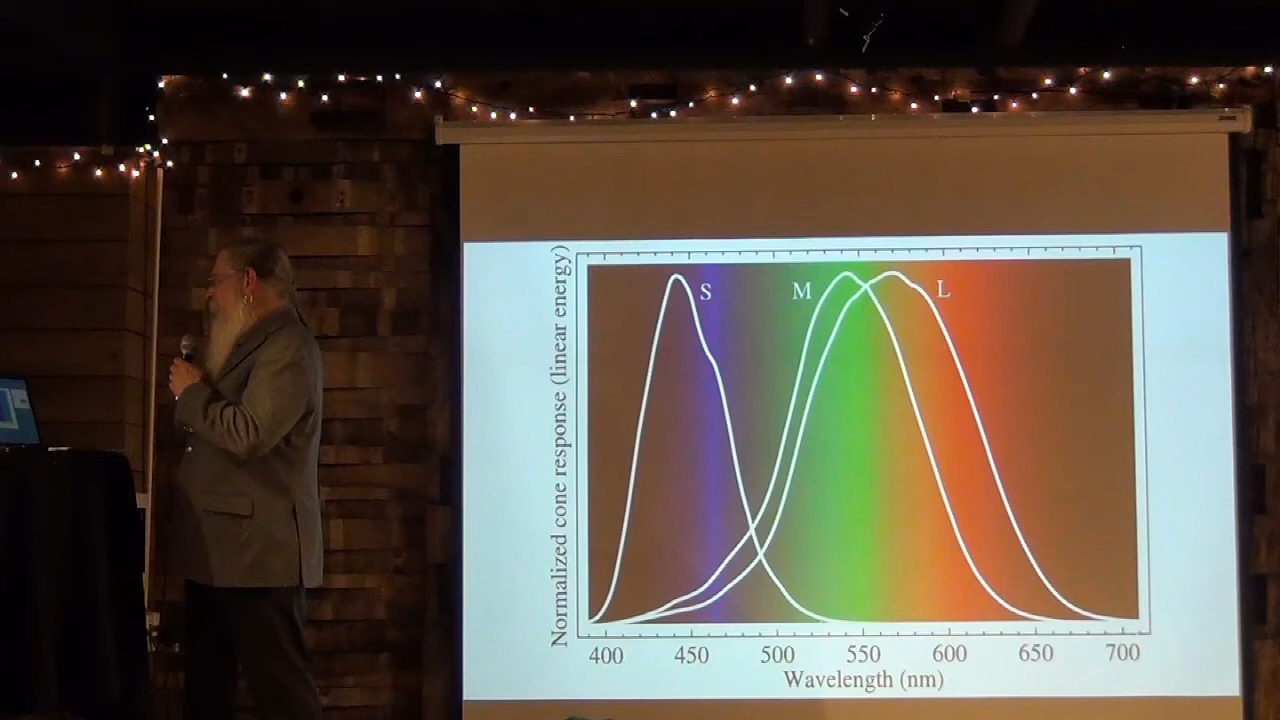 Normalized cone response (linear energy)
S
M
L
400 450 500 550 600 650 700
Wavelength (nm)